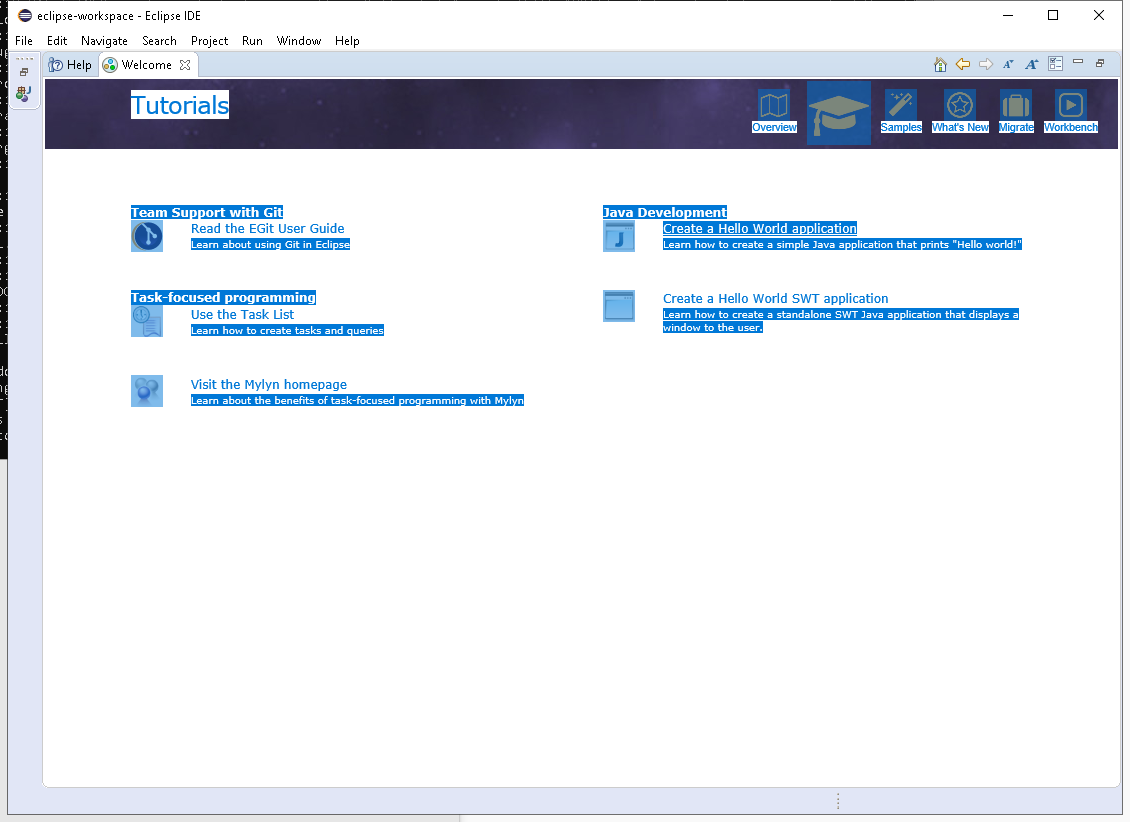 eclipse-workspace - Eclipse IDE
File Edit Navigate Search Project Run Window Help
Help Welcome
Tutorials
Overview Samples What's New Migrate Workbench
Team Support with Git
Read the EGit User Guide
Learn about using Git in Eclipse
Task-focused programming
Use the Task List
Learn how to create tasks and queries
Visit the Mylyn homepage
Learn about the benefits of task-focused programming with Mylyn
Java Development
Create a Hello World application
Learn how to create a simple Java application that prints "Hello world!"
Create a Hello World SWT application
Learn how to create a standalone SWT Java application that displays a
window to the user.